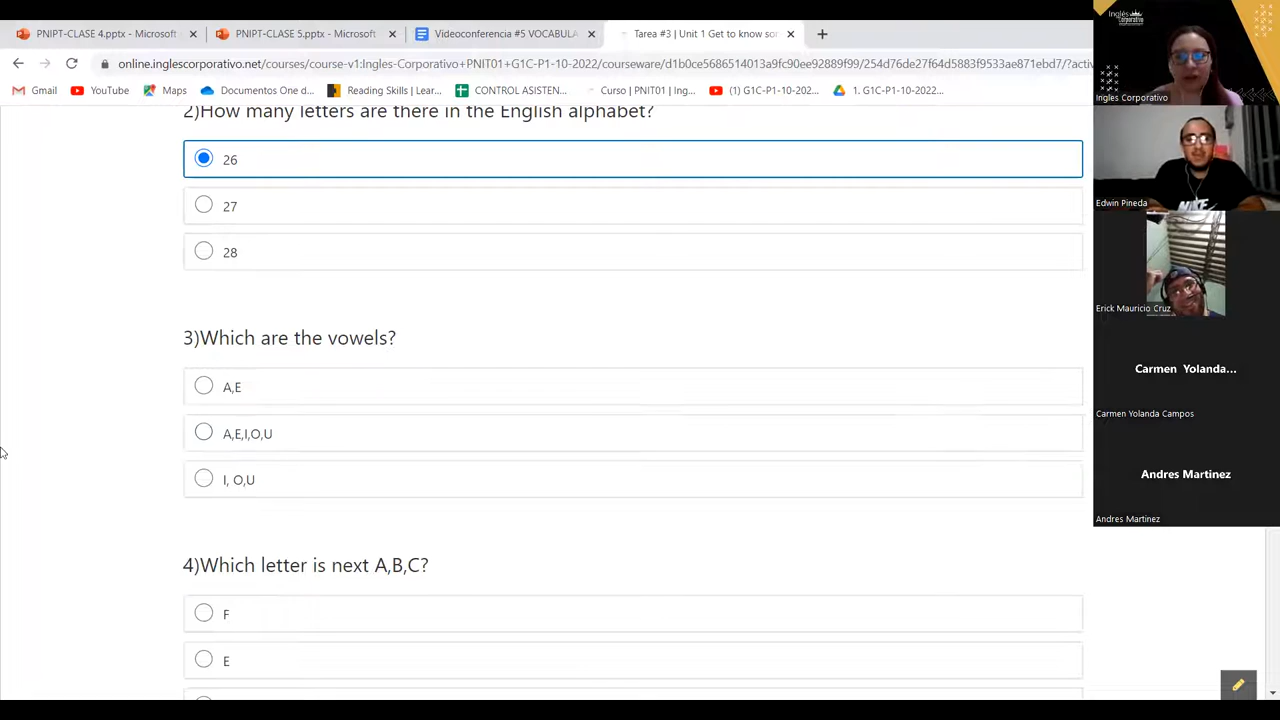 PNIPT-CLASE 4.pptx - Microsoft
PNIPT-CLASE 5.pptx - Microsoft
Videoconferencia #5 VOCABULA
Tarea #3 | Unit 1 Get to know sor
online.inglescorporativo.net/courses/course-v1:Ingles-Corporativo+PNIT01+G1C-P1-10-2022/courseware/d1b0ce5686514013a9fc90ee92889f99/254d76de27f64d5883f9533ae871ebd7/?activ
Gmail
YouTube
Maps
Documentos One d...
Reading Skills | Lear...
CONTROL ASISTEN...
Curso | PNIT01 | Ing...
(1) G1C-P1-10-202...
1. G1C-P1-10-2022...
2)How many letters are there in the English alphabet?
26
27
28
3)Which are the vowels?
A,E
A,E,I,O,U
I, O,U
4)Which letter is next A,B,C?
F
E
Inglés
Corporativo
Ingles Corporativo
NIKE
Edwin Pineda
Erick Mauricio Cruz
Carmen Yolanda...
Carmen Yolanda Campos
Andres Martinez
Andres Martinez